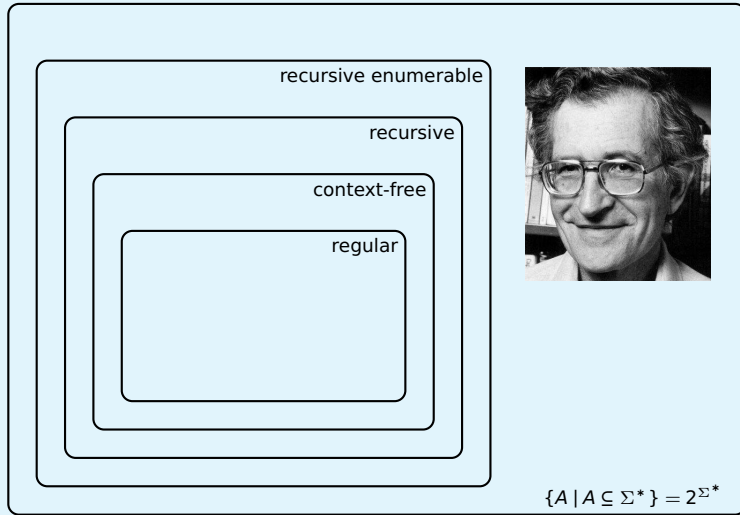 recursive enumerable
recursive
context-free
regular
{A | A ⊆ Σ*} = 2^Σ*